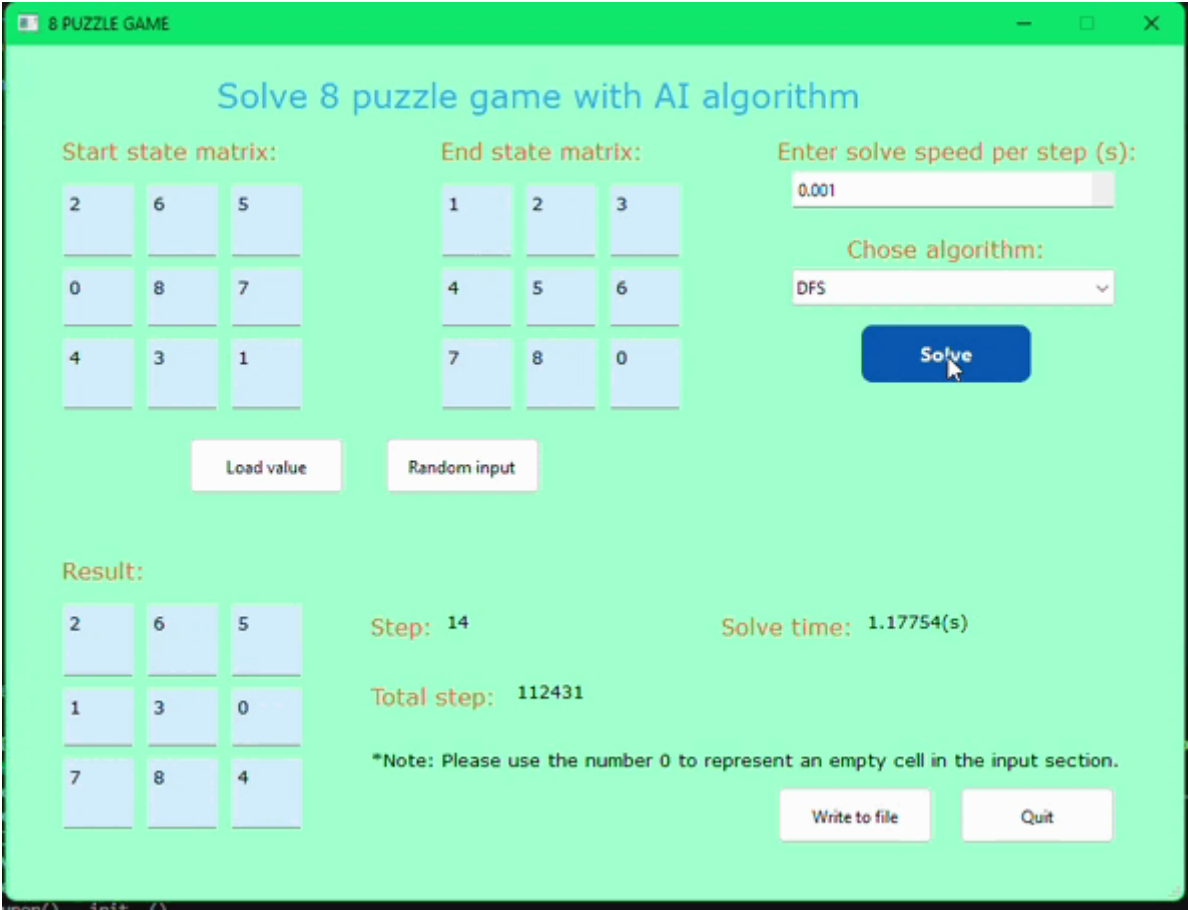 8 PUZZLE GAME
Solve 8 puzzle game with AI algorithm
Start state matrix:
End state matrix:
Enter solve speed per step (s):
2 6 5
0 8 7
4 3 1
1 2 3
4 5 6
7 8 0
0.001
Chose algorithm:
DFS
Solve
Load value
Random input
Result:
2 6 5
1 3 0
7 8 4
Step: 14
Solve time: 1.17754(s)
Total step: 112431
*Note: Please use the number 0 to represent an empty cell in the input section.
Write to file
Quit